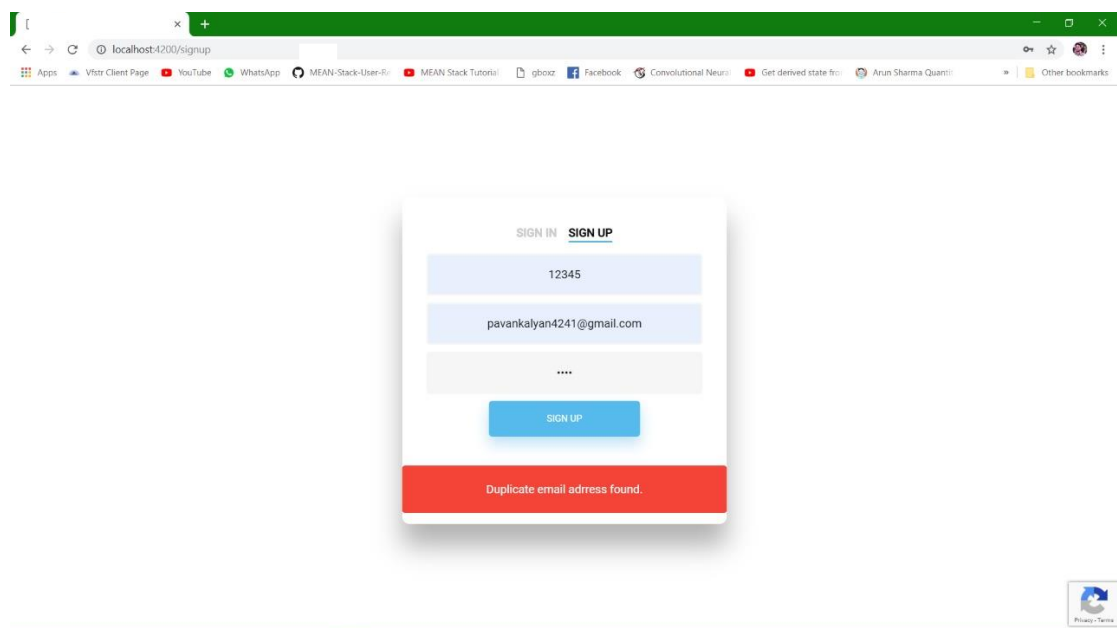 [
localhost:4200/signup
Apps Vfstr Client Page YouTube WhatsApp MEAN-Stack-User-R MEAN Stack Tutorial gboxz Facebook Convolutional Neural Get derived state fro Arun Sharma Quanti » Other bookmarks
SIGN IN SIGN UP
12345
pavankalyan4241@gmail.com
••••
SIGN UP
Duplicate email adrress found.
Privacy - Terms